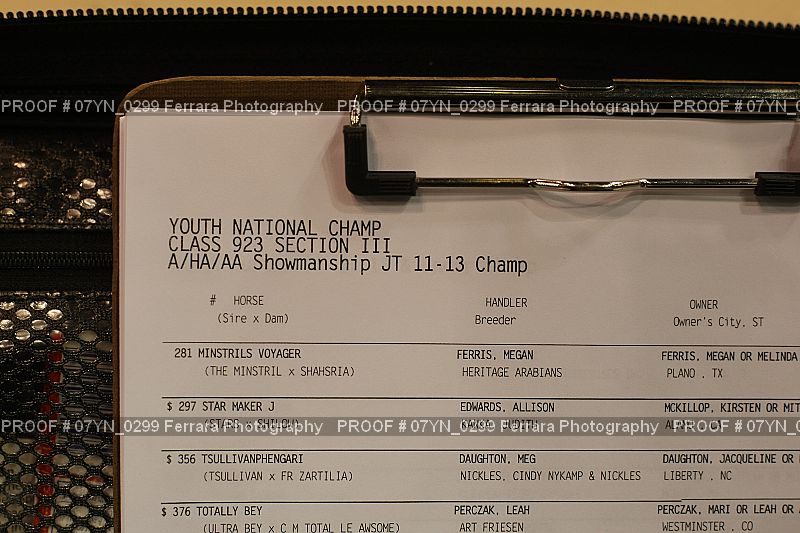 PROOF # 07YN_0299 Ferrara Photography PROOF # 07YN_0299 Ferrara Photography PROOF # 07YN_0299
YOUTH NATIONAL CHAMP
CLASS 923 SECTION III
A/HA/AA Showmanship JT 11-13 Champ
# HORSE HANDLER OWNER
(Sire x Dam) Breeder Owner's City, ST
281 MINSTRILS VOYAGER FERRIS, MEGAN FERRIS, MEGAN OR MELINDA
(THE MINSTRIL x SHAHSRIA) HERITAGE ARABIANS PLANO , TX
$ 297 STAR MAKER J EDWARDS, ALLISON MCKILLOP, KIRSTEN OR MIT
PROOF # 07YN_0299 Ferrara Photography PROOF # 07YN_0299 Ferrara Photography PROOF # 07YN_0299
$ 356 TSULLIVANPHENGARI DAUGHTON, MEG DAUGHTON, JACQUELINE OR
(TSULLIVAN x FR ZARTILIA) NICKLES, CINDY NYKAMP & NICKLES LIBERTY , NC
$ 376 TOTALLY BEY PERCZAK, LEAH PERCZAK, MARI OR LEAH OR
(ULTRA BEY x C M TOTAL LE AWSOME) ART FRIESEN WESTMINSTER , CO